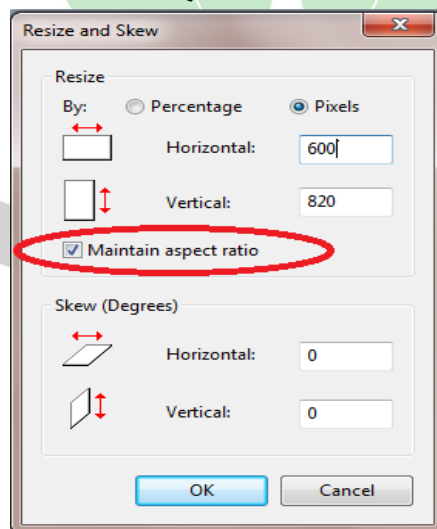 Resize and Skew
Resize
By: Percentage Pixels
Horizontal: 600
Vertical: 820
Maintain aspect ratio
Skew (Degrees)
Horizontal: 0
Vertical: 0
OK Cancel